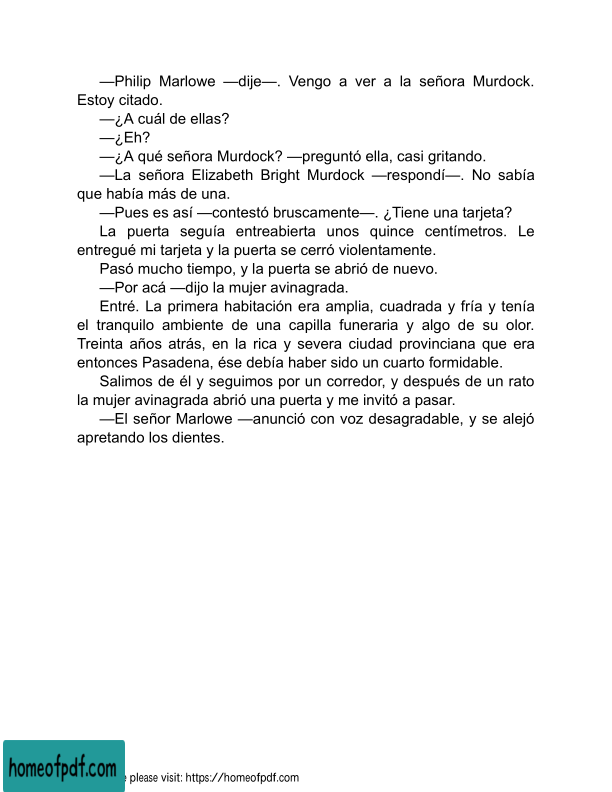 —Philip Marlowe —dije—. Vengo a ver a la señora Murdock.
Estoy citado.
—¿A cuál de ellas?
—¿Eh?
—¿A qué señora Murdock? —preguntó ella, casi gritando.
—La señora Elizabeth Bright Murdock —respondí—. No sabía
que había más de una.
—Pues es así —contestó bruscamente—. ¿Tiene una tarjeta?
La puerta seguía entreabierta unos quince centímetros. Le
entregué mi tarjeta y la puerta se cerró violentamente.
Pasó mucho tiempo, y la puerta se abrió de nuevo.
—Por acá —dijo la mujer avinagrada.
Entré. La primera habitación era amplia, cuadrada y fría y tenía
el tranquilo ambiente de una capilla funeraria y algo de su olor.
Treinta años atrás, en la rica y severa ciudad provinciana que era
entonces Pasadena, ése debía haber sido un cuarto formidable.
Salimos de él y seguimos por un corredor, y después de un rato
la mujer avinagrada abrió una puerta y me invitó a pasar.
—El señor Marlowe —anunció con voz desagradable, y se alejó
apretando los dientes.
homeofpdf.com
please visit: https://homeofpdf.com